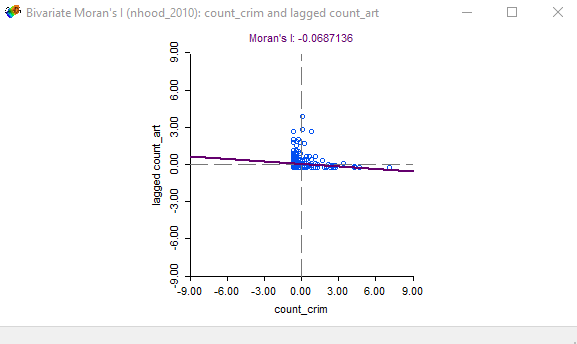 Bivariate Moran's I (nhood_2010): count_crim and lagged count_art
Moran's I: -0.0687136
9.00
6.00
3.00
0.00
-3.00
-6.00
-9.00
lagged count_art
-9.00 -6.00 -3.00 0.00 3.00 6.00 9.00
count_crim